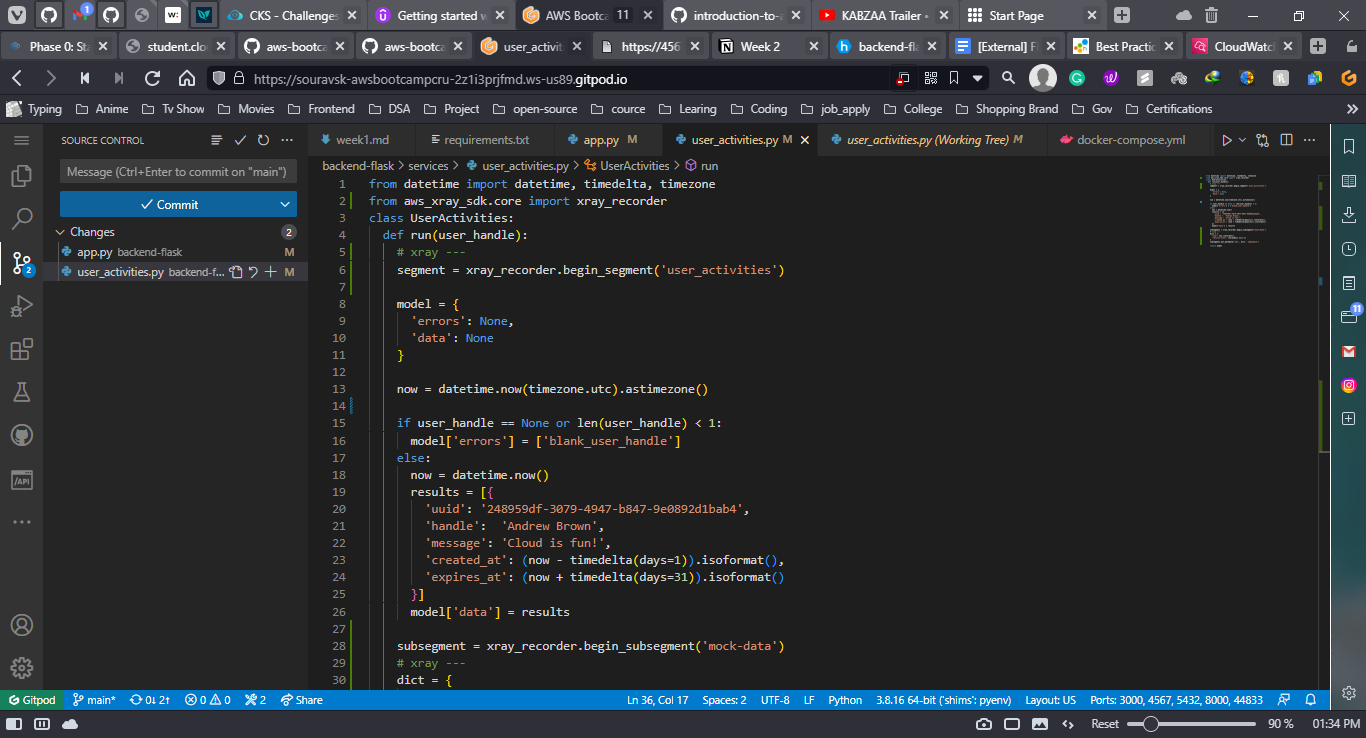 CKS - Challenges
Getting started w
AWS Bootca 11
introduction-to-a
KABZAA Trailer •
Start Page
Phase 0: Sta
student.clo
aws-bootca
aws-bootca
user_activit
https://456
Week 2
backend-fla
[External] Fl
Best Practic
CloudWatc
https://souravsk-awsbootcampcru-2z1i3prjfmd.ws-us89.gitpod.io
Typing
Anime
Tv Show
Movies
Frontend
DSA
Project
open-source
cource
Learing
Coding
job_apply
College
Shopping Brand
Gov
Certifications
SOURCE CONTROL
week1.md
requirements.txt
app.py M
user_activities.py M
user_activities.py (Working Tree) M
docker-compose.yml
Message (Ctrl+Enter to commit on "main")
Commit
Changes 2
app.py backend-flask M
user_activities.py backend-f... M
2
/API
backend-flask > services > user_activities.py > UserActivities > run
1 from datetime import datetime, timedelta, timezone
2 from aws_xray_sdk.core import xray_recorder
3 class UserActivities:
4 def run(user_handle):
5 # xray ---
6 segment = xray_recorder.begin_segment('user_activities')
7
8 model = {
9 'errors': None,
10 'data': None
11 }
12
13 now = datetime.now(timezone.utc).astimezone()
14
15 if user_handle == None or len(user_handle) < 1:
16 model['errors'] = ['blank_user_handle']
17 else:
18 now = datetime.now()
19 results = [{
20 'uuid': '248959df-3079-4947-b847-9e0892d1bab4',
21 'handle': 'Andrew Brown',
22 'message': 'Cloud is fun!',
23 'created_at': (now - timedelta(days=1)).isoformat(),
24 'expires_at': (now + timedelta(days=31)).isoformat()
25 }]
26 model['data'] = results
27
28 subsegment = xray_recorder.begin_subsegment('mock-data')
29 # xray ---
30 dict = {
11
Gitpod
main*
0↓ 2↑
0 0
2
Share
Ln 36, Col 17
Spaces: 2
UTF-8
LF
Python
3.8.16 64-bit ('shims': pyenv)
Layout: US
Ports: 3000, 4567, 5432, 8000, 44833
Reset
90 %
01:34 PM